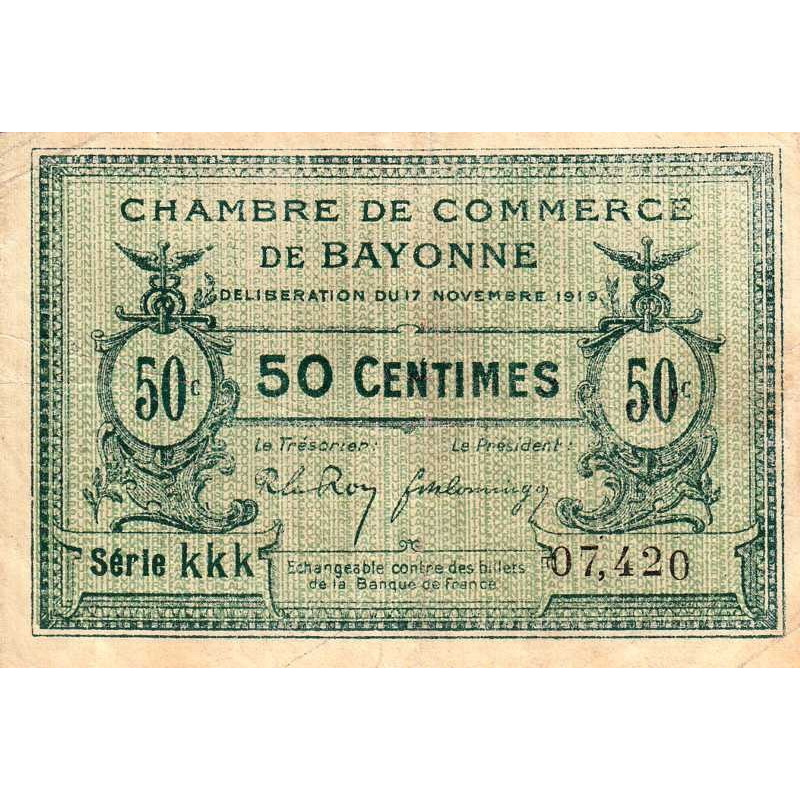 CHAMBRE DE COMMERCE
DE BAYONNE
DELIBERATION DU 17 NOVEMBRE 1919
50c 50 CENTIMES 50c
Le Trésorier: Le Président:
Série kkk Echangeable contre des billets 07,420
de la Banque de France